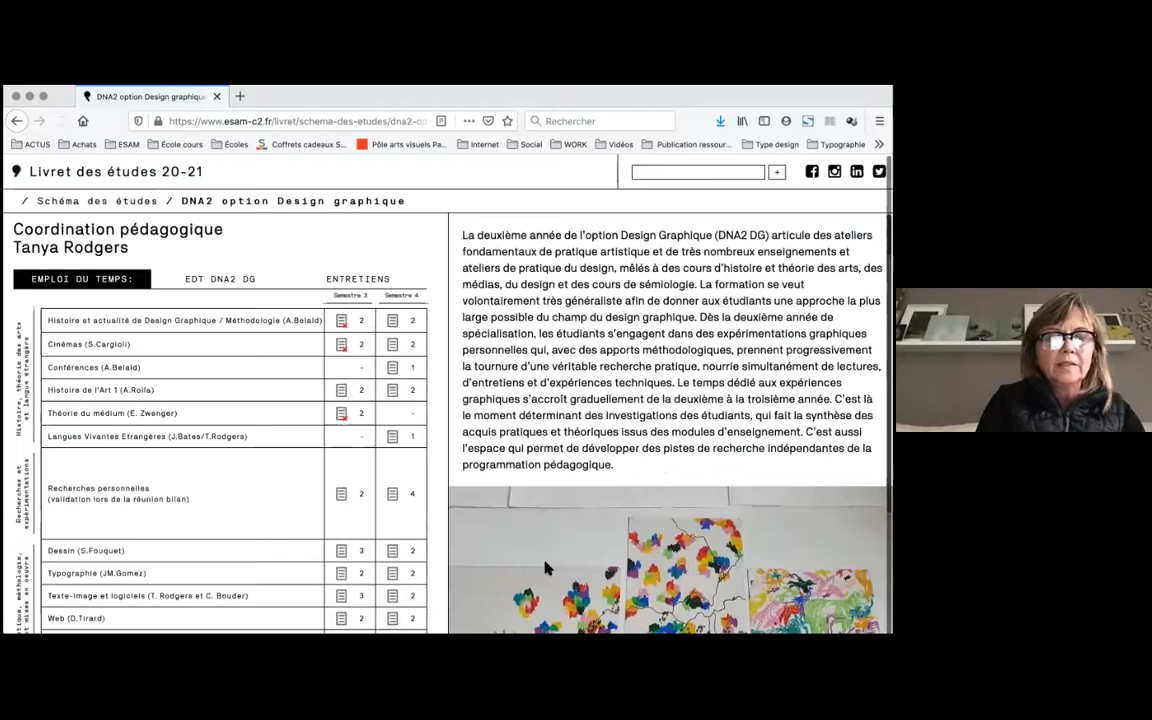 DNA2 option Design graphique
https://www.esam-c2.fr/livret/schema-des-etudes/dna2-op
Rechercher
ACTUS
Achats
ESAM
École cours
Écoles
Coffrets cadeaux S...
Pôle arts visuels Pa...
Internet
Social
WORK
Vidéos
Publication ressour...
Type design
Typographie
Livret des études 20-21
+
/ Schéma des études / DNA2 option Design graphique
Coordination pédagogique
Tanya Rodgers
EMPLOI DU TEMPS:
EDT DNA2 DG
ENTRETIENS
Semestre 3
Semestre 4
Histoire, théorie des arts
et langue étrangère
Histoire et actualité de Design Graphique / Méthodologie (A.Belaïd) 2 2
Cinémas (S.Cargioli) 2 2
Conférences (A.Belaid) - 1
Histoire de l'Art 1 (A.Rolla) 2 2
Théorie du médium (E. Zwenger) 2 -
Langues Vivantes Etrangères (J.Bates/T.Rodgers) - 1
Recherches et
expérimentations
Recherches personnelles
(validation lors de la réunion bilan) 2 4
Dessin (S.Fouquet) 3 2
Typographie (JM.Gomez) 2 2
Texte-image et logiciels (T. Rodgers et C. Bouder) 3 2
Web (D.Tirard) 2 2
La deuxième année de l'option Design Graphique (DNA2 DG) articule des ateliers
fondamentaux de pratique artistique et de très nombreux enseignements et
ateliers de pratique du design, mêlés à des cours d'histoire et théorie des arts, des
médias, du design et des cours de sémiologie. La formation se veut
volontairement très généraliste afin de donner aux étudiants une approche la plus
large possible du champ du design graphique. Dès la deuxième année de
spécialisation, les étudiants s'engagent dans des expérimentations graphiques
personnelles qui, avec des apports méthodologiques, prennent progressivement
la tournure d'une véritable recherche pratique, nourrie simultanément de lectures,
d'entretiens et d'expériences techniques. Le temps dédié aux expériences
graphiques s'accroît graduellement de la deuxième à la troisième année. C'est là
le moment déterminant des investigations des étudiants, qui fait la synthèse des
acquis pratiques et théoriques issus des modules d'enseignement. C'est aussi
l'espace qui permet de développer des pistes de recherche indépendantes de la
programmation pédagogique.